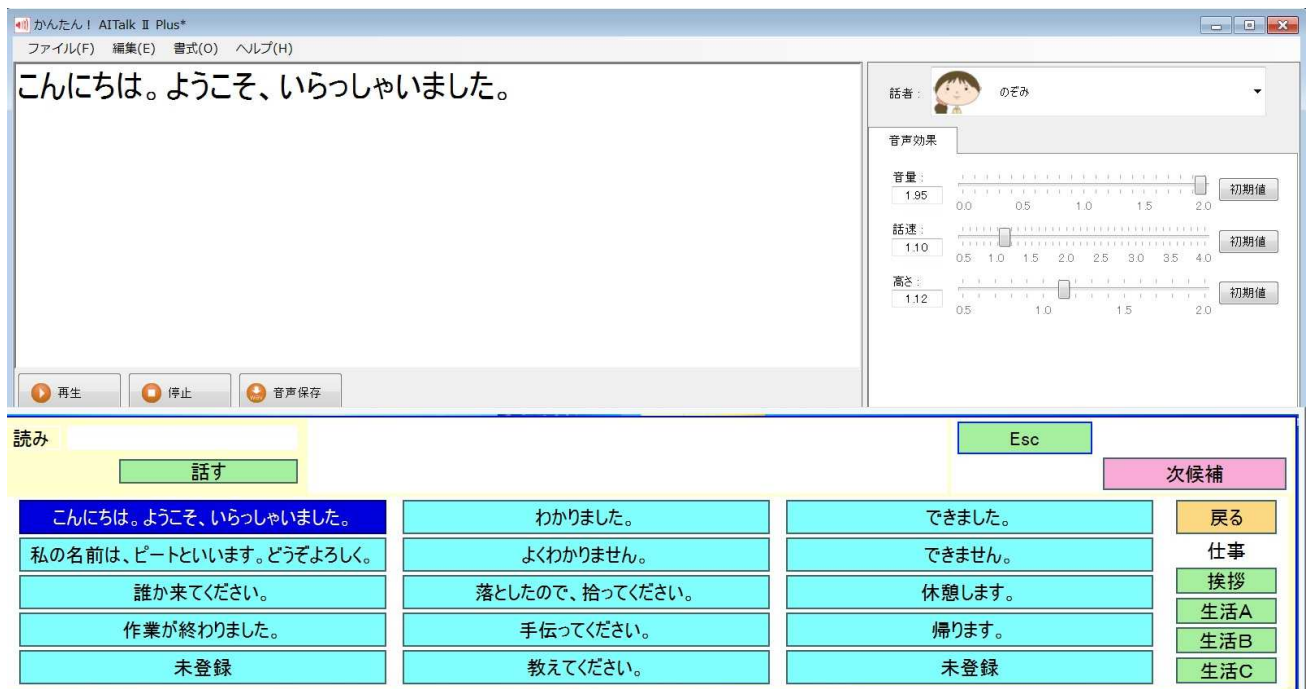 かんたん! AITalk Ⅱ Plus*
ファイル(F) 編集(E) 書式(O) ヘルプ(H)
こんにちは。ようこそ、いらっしゃいました。
話者: のぞみ
音声効果
音量:
1.95 初期値
0.0 0.5 1.0 1.5 2.0
話速:
1.10 初期値
0.5 1.0 1.5 2.0 2.5 3.0 3.5 4.0
高さ:
1.12 初期値
0.5 1.0 1.5 2.0
再生 停止 音声保存
読み Esc
話す 次候補
こんにちは。ようこそ、いらっしゃいました。 わかりました。 できました。 戻る
私の名前は、ピートといいます。どうぞよろしく。 よくわかりません。 できません。 仕事
誰か来てください。 落としたので、拾ってください。 休憩します。 挨拶
作業が終わりました。 手伝ってください。 帰ります。 生活A
生活B
未登録 教えてください。 未登録 生活C